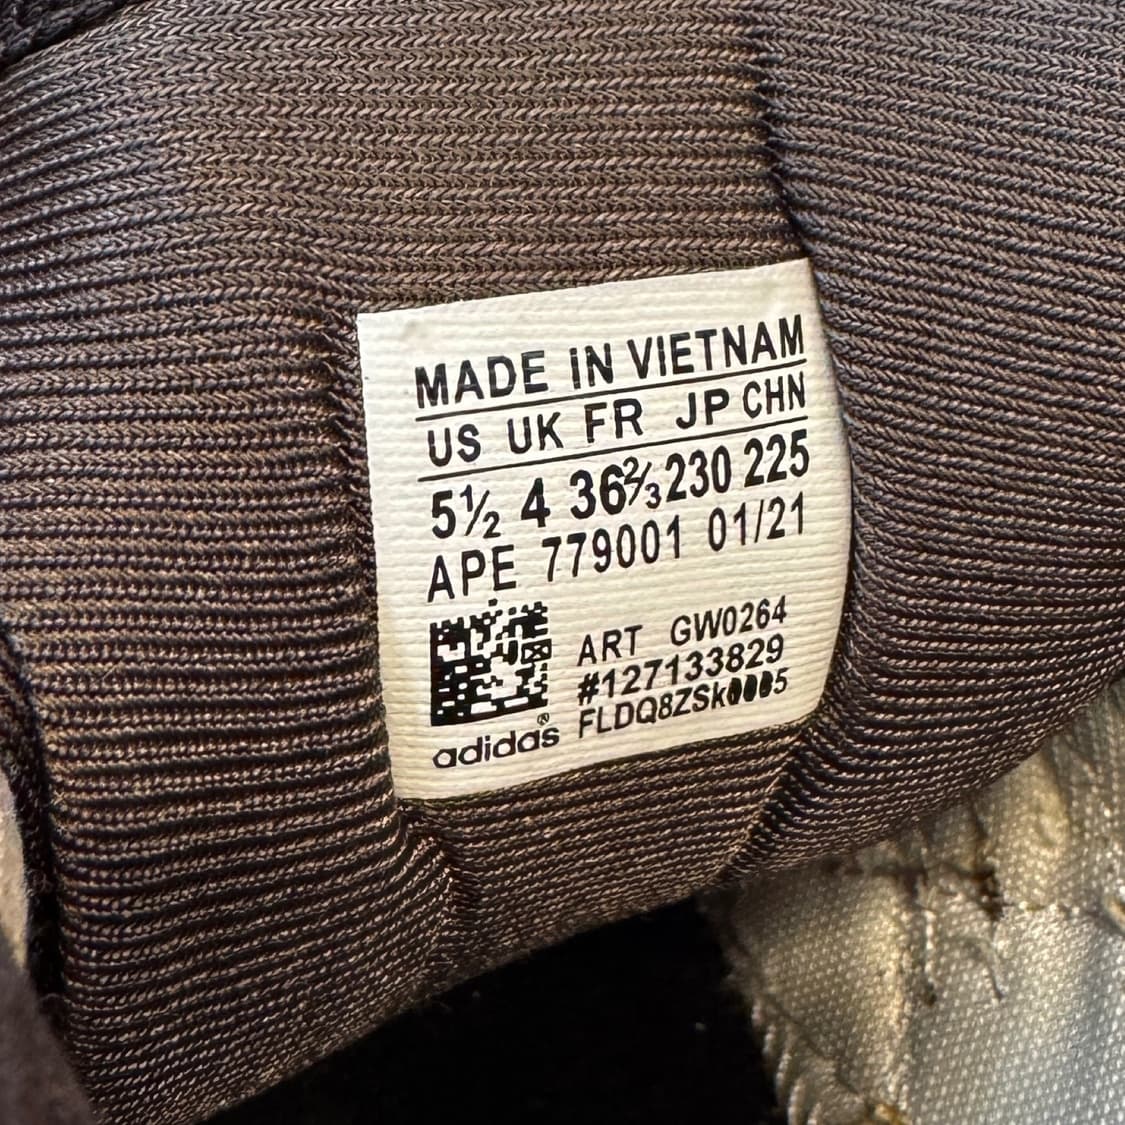 MADE IN VIETNAM
US UK FR JP CHN
5½ 4 36⅔ 230 225
APE 779001 01/21
ART GW0264
#127133829
FLDQ8ZSk0005
adidas®